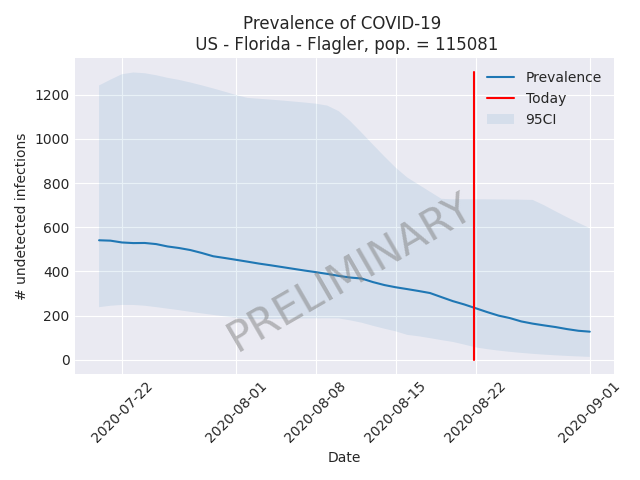 Prevalence of COVID-19
US - Florida - Flagler, pop. = 115081
Prevalence
Today
95CI
# undetected infections
1200
1000
800
600
400
200
0
PRELIMINARY
2020-07-22
2020-08-01
2020-08-08
2020-08-15
2020-08-22
2020-09-01
Date